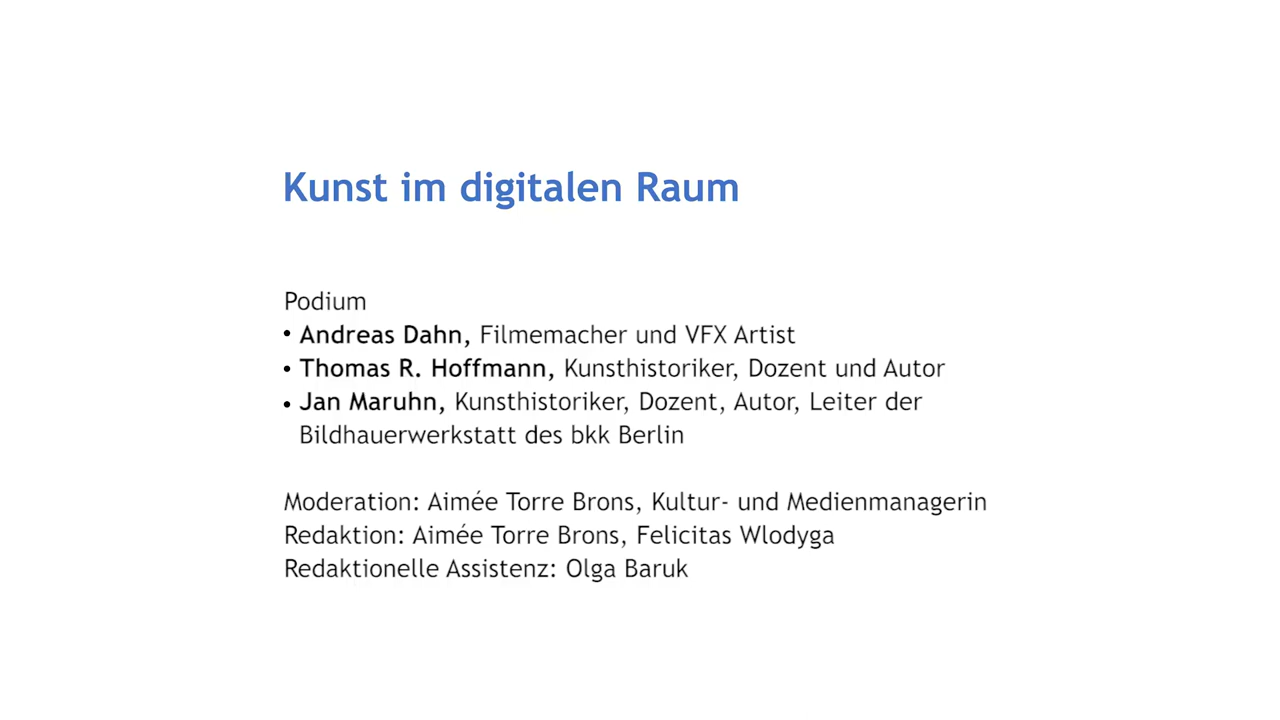 Kunst im digitalen Raum
Podium
• Andreas Dahn, Filmemacher und VFX Artist
• Thomas R. Hoffmann, Kunsthistoriker, Dozent und Autor
• Jan Maruhn, Kunsthistoriker, Dozent, Autor, Leiter der
Bildhauerwerkstatt des bkk Berlin
Moderation: Aimée Torre Brons, Kultur- und Medienmanagerin
Redaktion: Aimée Torre Brons, Felicitas Wlodyga
Redaktionelle Assistenz: Olga Baruk